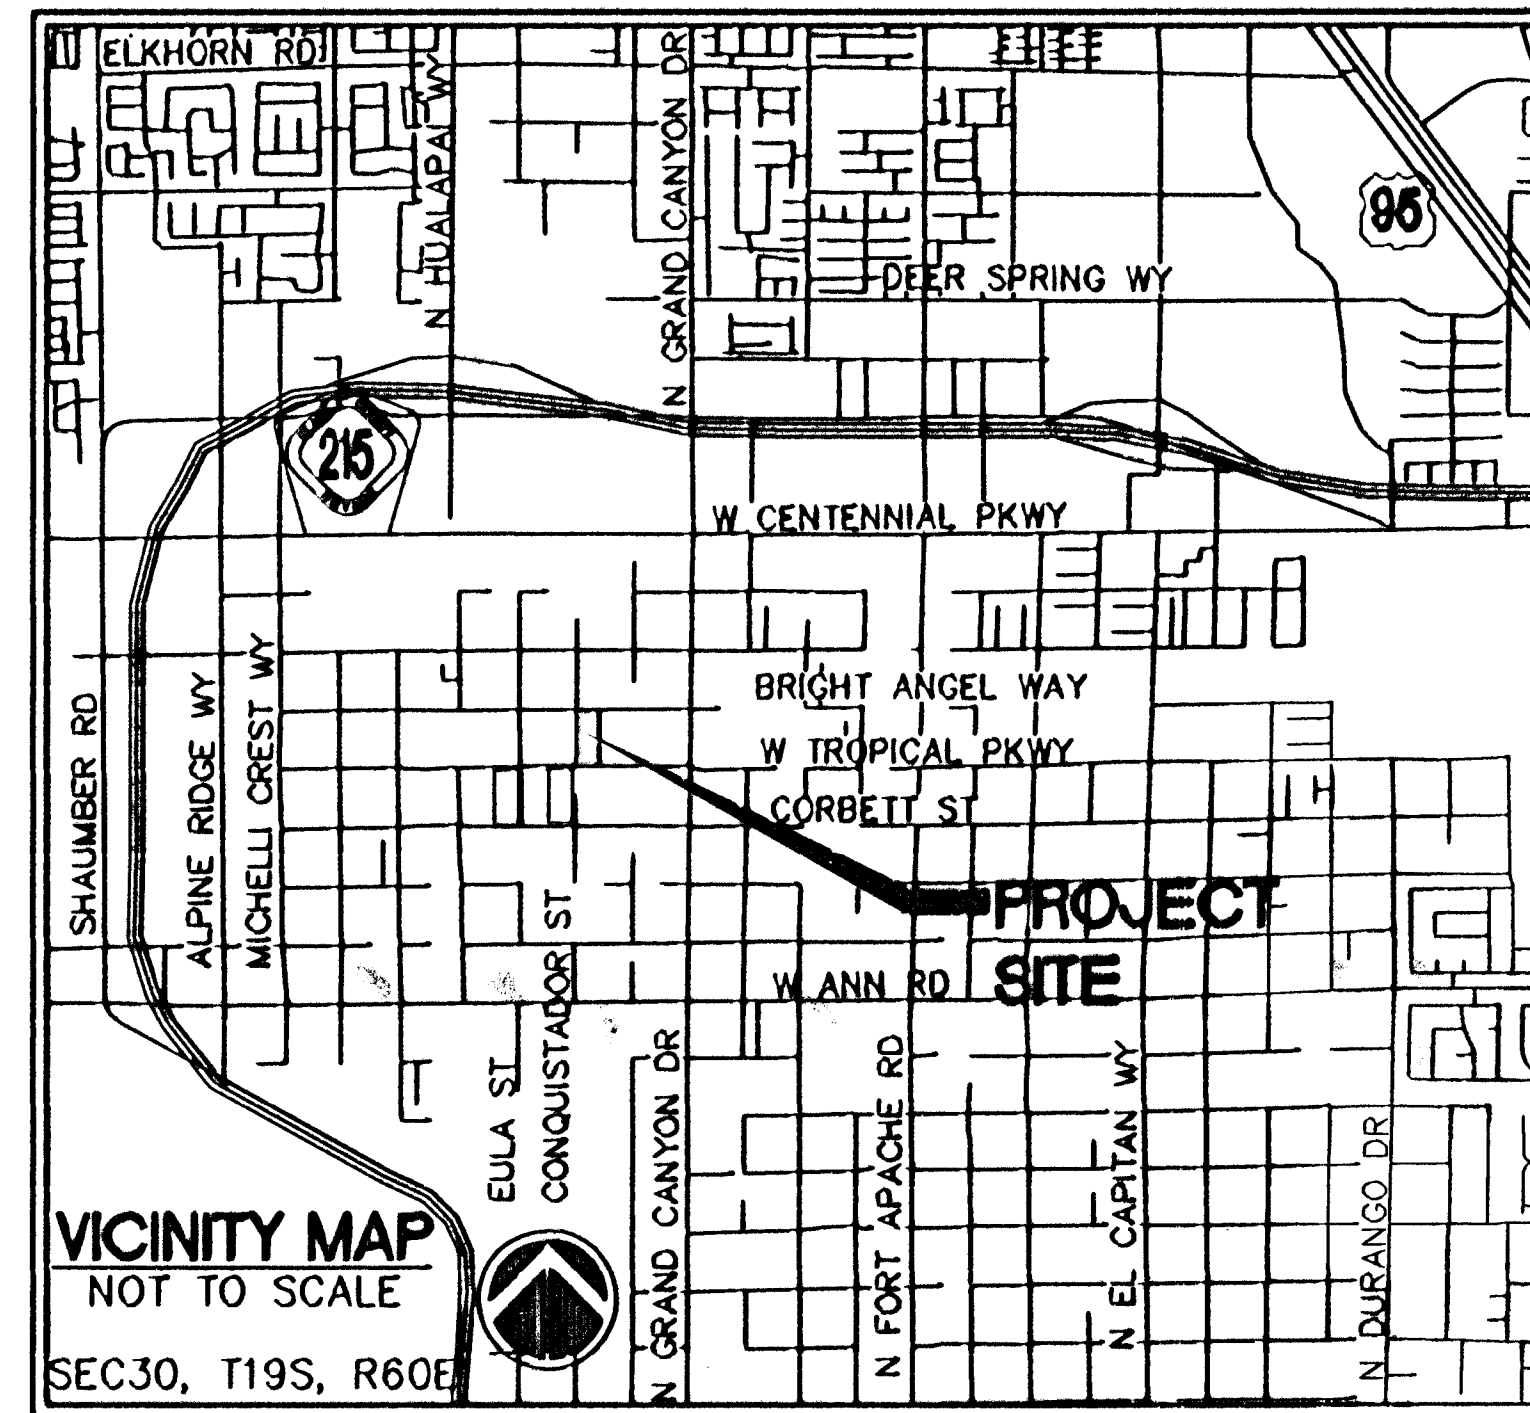 ELKHORN RD
N HUALAPAI WY
N GRAND CANYON DR
95
DEER SPRING WY
215
W CENTENNIAL PKWY
BRIGHT ANGEL WAY
W TROPICAL PKWY
CORBETT ST
SHAUMBER RD
ALPINE RIDGE WY
MICHELLI CREST WY
PROJECT
SITE
W ANN RD
EULA ST
CONQUISTADOR ST
N GRAND CANYON DR
N FORT APACHE RD
N EL CAPITAN WY
N DURANGO DR
VICINITY MAP
NOT TO SCALE
SEC30, T19S, R60E